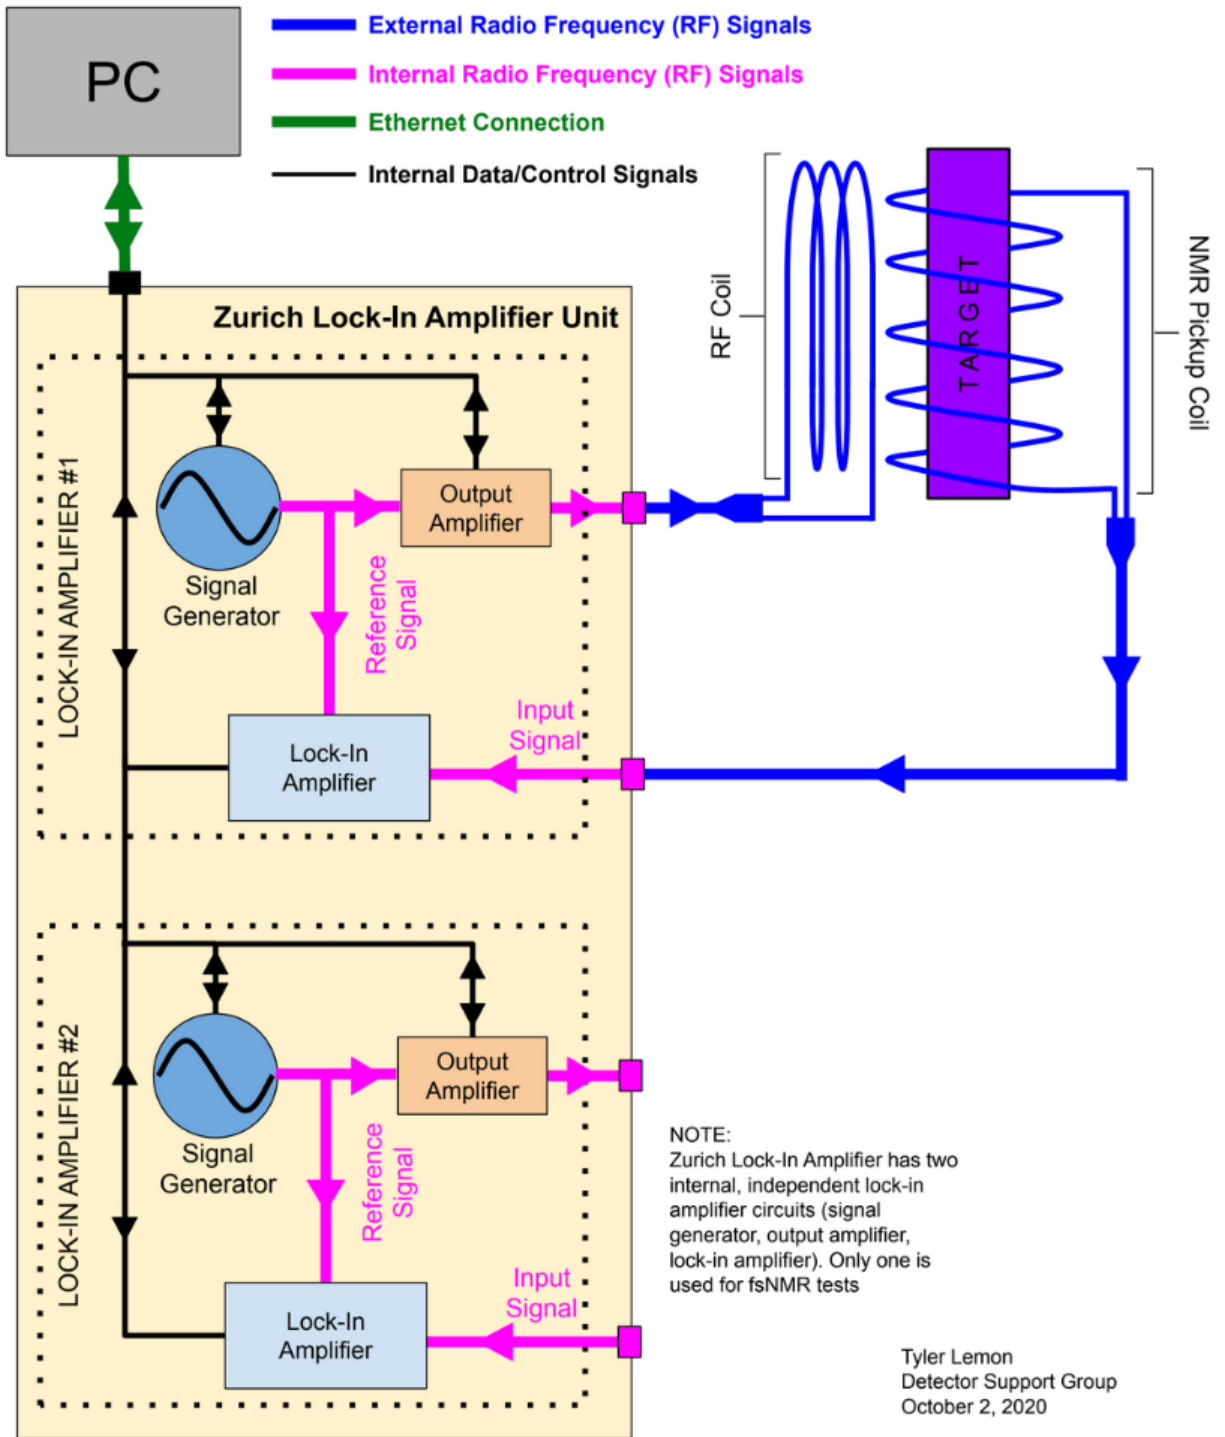 PC
External Radio Frequency (RF) Signals
Internal Radio Frequency (RF) Signals
Ethernet Connection
Internal Data/Control Signals
RF Coil
TARGET
NMR Pickup Coil
Zurich Lock-In Amplifier Unit
LOCK-IN AMPLIFIER #1
Signal
Generator
Output
Amplifier
Reference
Signal
Input
Signal
Lock-In
Amplifier
LOCK-IN AMPLIFIER #2
Signal
Generator
Output
Amplifier
Reference
Signal
Input
Signal
Lock-In
Amplifier
NOTE:
Zurich Lock-In Amplifier has two
internal, independent lock-in
amplifier circuits (signal
generator, output amplifier,
lock-in amplifier). Only one is
used for fsNMR tests
Tyler Lemon
Detector Support Group
October 2, 2020